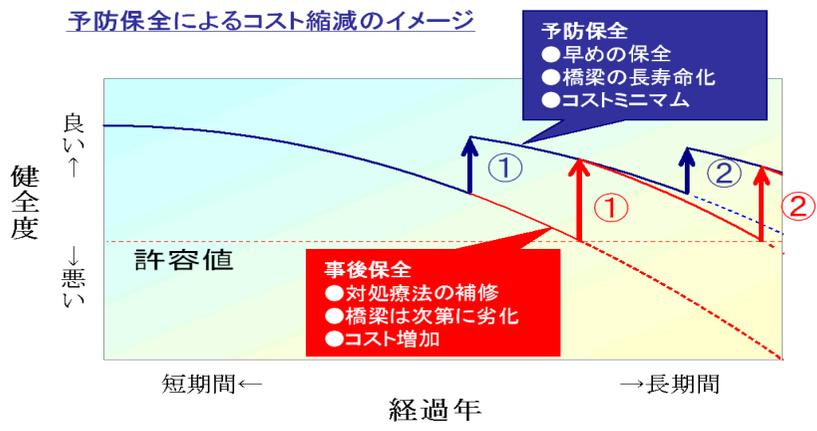 予防保全によるコスト縮減のイメージ
予防保全
●早めの保全
●橋梁の長寿命化
●コストミニマム
良い↑
健全度
↓悪い
①
②
①
②
許容値
事後保全
●対処療法の補修
●橋梁は次第に劣化
●コスト増加
短期間←
→長期間
経過年